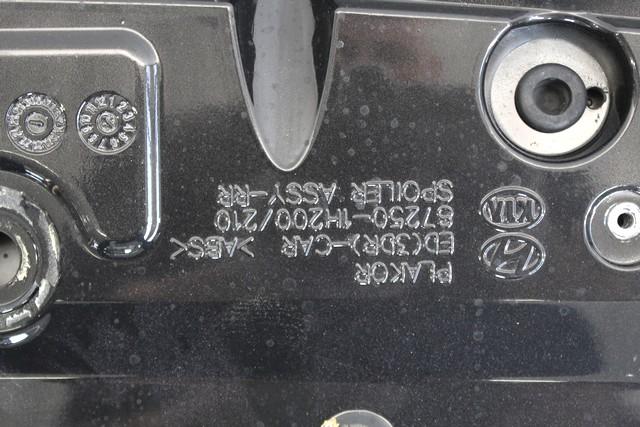 PLAKOR
ED(3DR)-CAR >ABS<
87250-1H200/210
SPOILER ASSY-RR
KIA